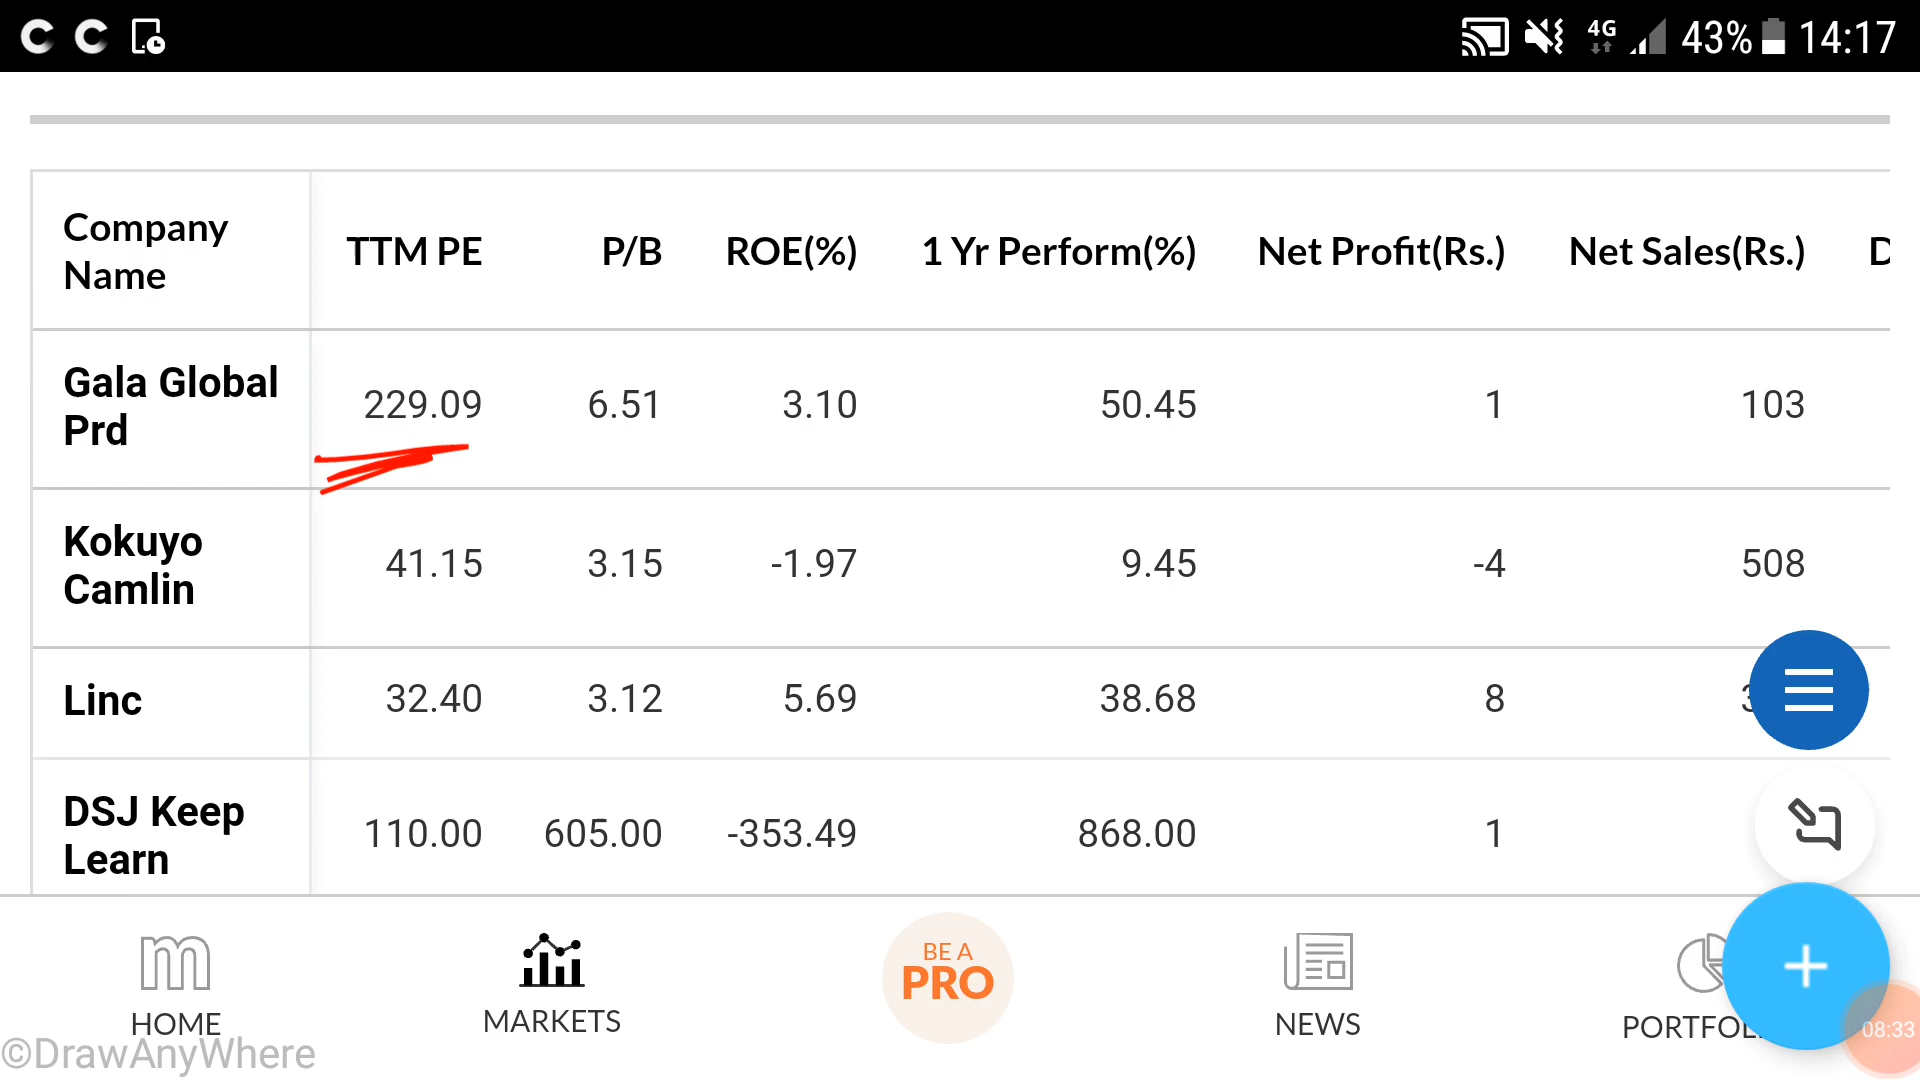 43% 14:17
4G
Company Name TTM PE P/B ROE(%) 1 Yr Perform(%) Net Profit(Rs.) Net Sales(Rs.)
Gala Global Prd 229.09 6.51 3.10 50.45 1 103
Kokuyo Camlin 41.15 3.15 -1.97 9.45 -4 508
Linc 32.40 3.12 5.69 38.68 8
DSJ Keep Learn 110.00 605.00 -353.49 868.00 1
BE A
PRO
HOME MARKETS NEWS
©DrawAnyWhere
08:33